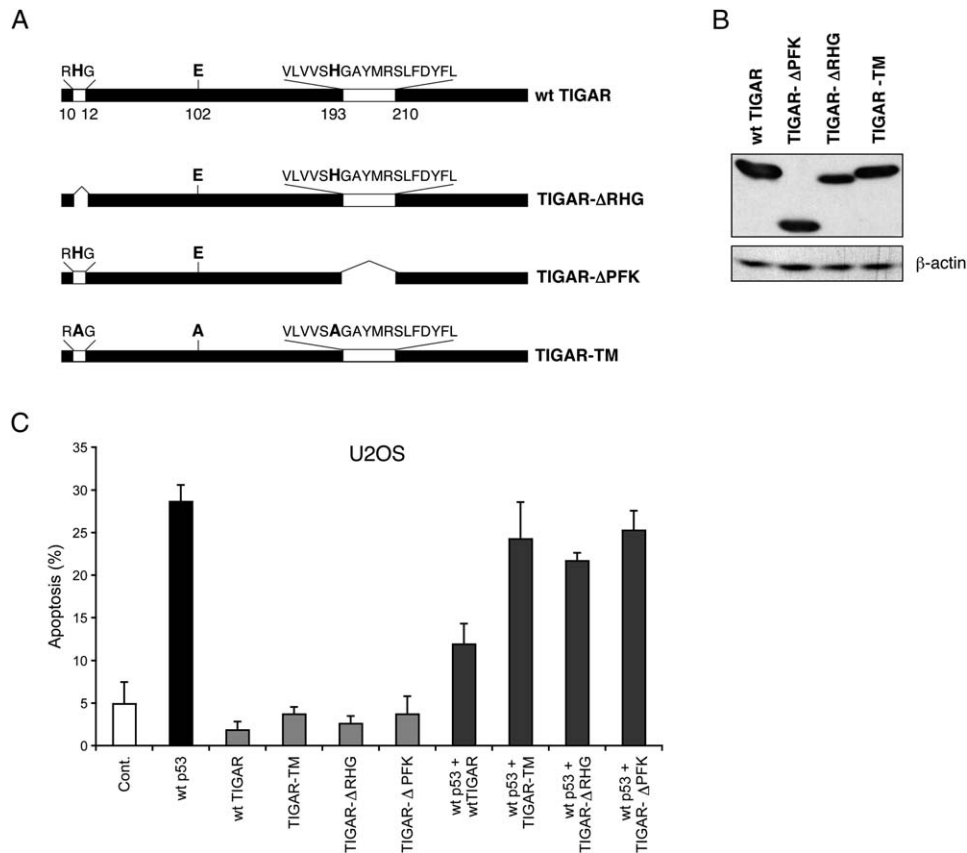 A
RHG E VLVVSHGAYMRSLFDYFL
wt TIGAR
10 12 102 193 210
E VLVVSHGAYMRSLFDYFL
TIGAR-ΔRHG
RHG E
TIGAR-ΔPFK
RAG A VLVVSAGAYMRSLFDYFL
TIGAR-TM
B
wt TIGAR
TIGAR- ΔPFK
TIGAR- ΔRHG
TIGAR -TM
β-actin
C
U2OS
Apoptosis (%)
35
30
25
20
15
10
5
0
Cont.
wt p53
wt TIGAR
TIGAR-TM
TIGAR-ΔRHG
TIGAR- Δ PFK
wt p53 +
wtTIGAR
wt p53 +
TIGAR-TM
wt p53 +
TIGAR-ΔRHG
wt p53 +
TIGAR- ΔPFK